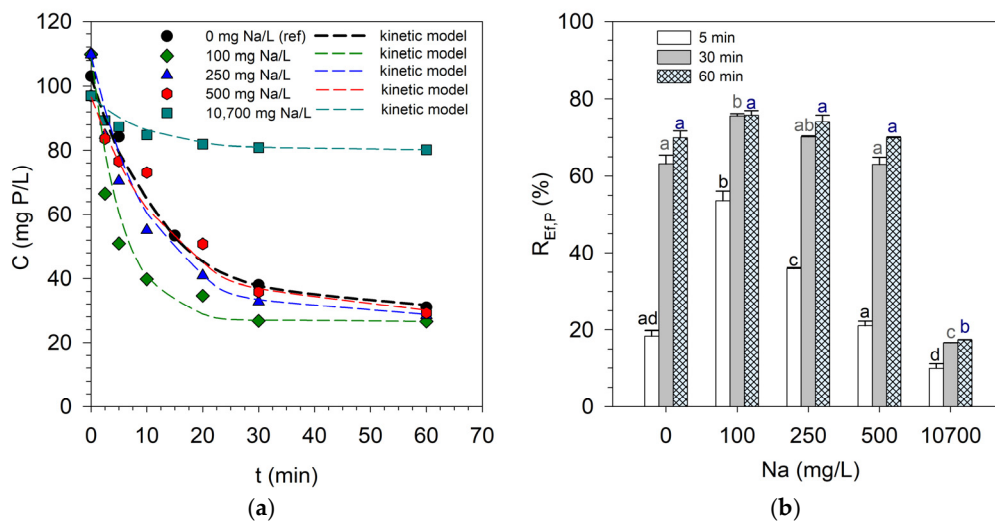 0 mg Na/L (ref) kinetic model
100 mg Na/L kinetic model
250 mg Na/L kinetic model
500 mg Na/L kinetic model
10,700 mg Na/L kinetic model
C (mg P/L)
120
100
80
60
40
20
0
0 10 20 30 40 50 60 70
t (min)
(a)
5 min
30 min
60 min
R_Ef,P (%)
100
80
60
40
20
0
ad a a
b b a
c ab a
a a a
d c b
0 100 250 500 10700
Na (mg/L)
(b)